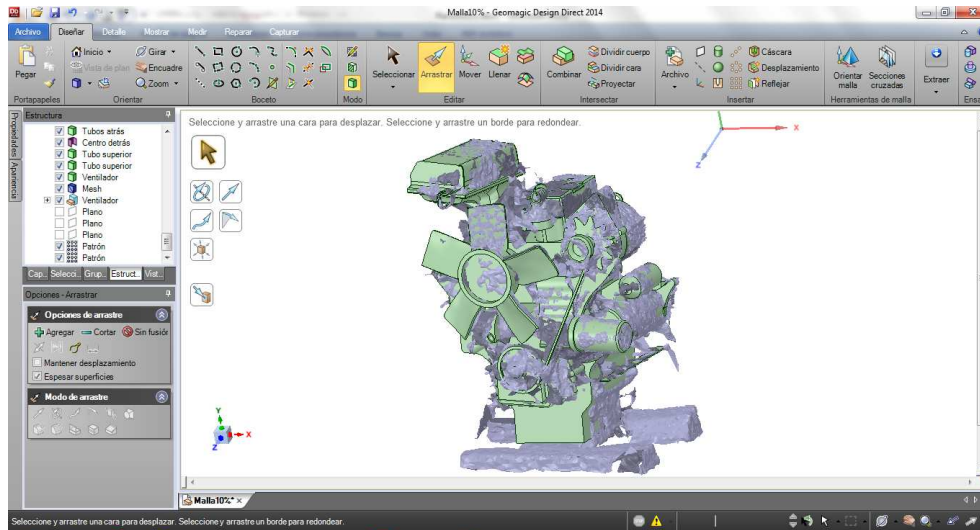 Malla10% - Geomagic Design Direct 2014
Archivo Diseñar Detalle Mostrar Medir Reparar Capturar
Pegar
Inicio Girar
Vista de plan Encuadre
Zoom
Seleccionar Arrastrar Mover Llenar
Combinar
Dividir cuerpo
Dividir cara
Proyectar
Archivo
Cáscara
Desplazamiento
Reflejar
Orientar malla
Secciones cruzadas
Extraer
Portapapeles Orientar Boceto Modo Editar Intersectar Insertar Herramientas de malla Ens
Propiedades
Apariencia
Estructura
Tubos atrás
Centro detrás
Tubo superior
Tubo superior
Ventilador
Mesh
Ventilador
Plano
Plano
Plano
Patrón
Patrón
Cap... Selecci... Grup... Estruct... Vist...
Opciones - Arrastrar
Opciones de arrastre
Agregar Cortar Sin fusión
Mantener desplazamiento
Espesar superficies
Modo de arrastre
Seleccione y arrastre una cara para desplazar. Seleccione y arrastre un borde para redondear.
X
Z
Y
X
Z
Malla10%* ×
Seleccione y arrastre una cara para desplazar. Seleccione y arrastre un borde para redondear.